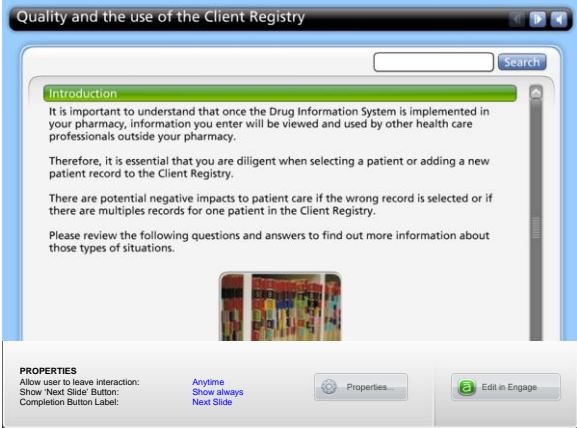 Quality and the use of the Client Registry
Search
Introduction
It is important to understand that once the Drug Information System is implemented in
your pharmacy, information you enter will be viewed and used by other health care
professionals outside your pharmacy.
Therefore, it is essential that you are diligent when selecting a patient or adding a new
patient record to the Client Registry.
There are potential negative impacts to patient care if the wrong record is selected or if
there are multiples records for one patient in the Client Registry.
Please review the following questions and answers to find out more information about
those types of situations.
PROPERTIES
Allow user to leave interaction: Anytime
Show 'Next Slide' Button: Show always
Completion Button Label: Next Slide
Properties...
Edit in Engage